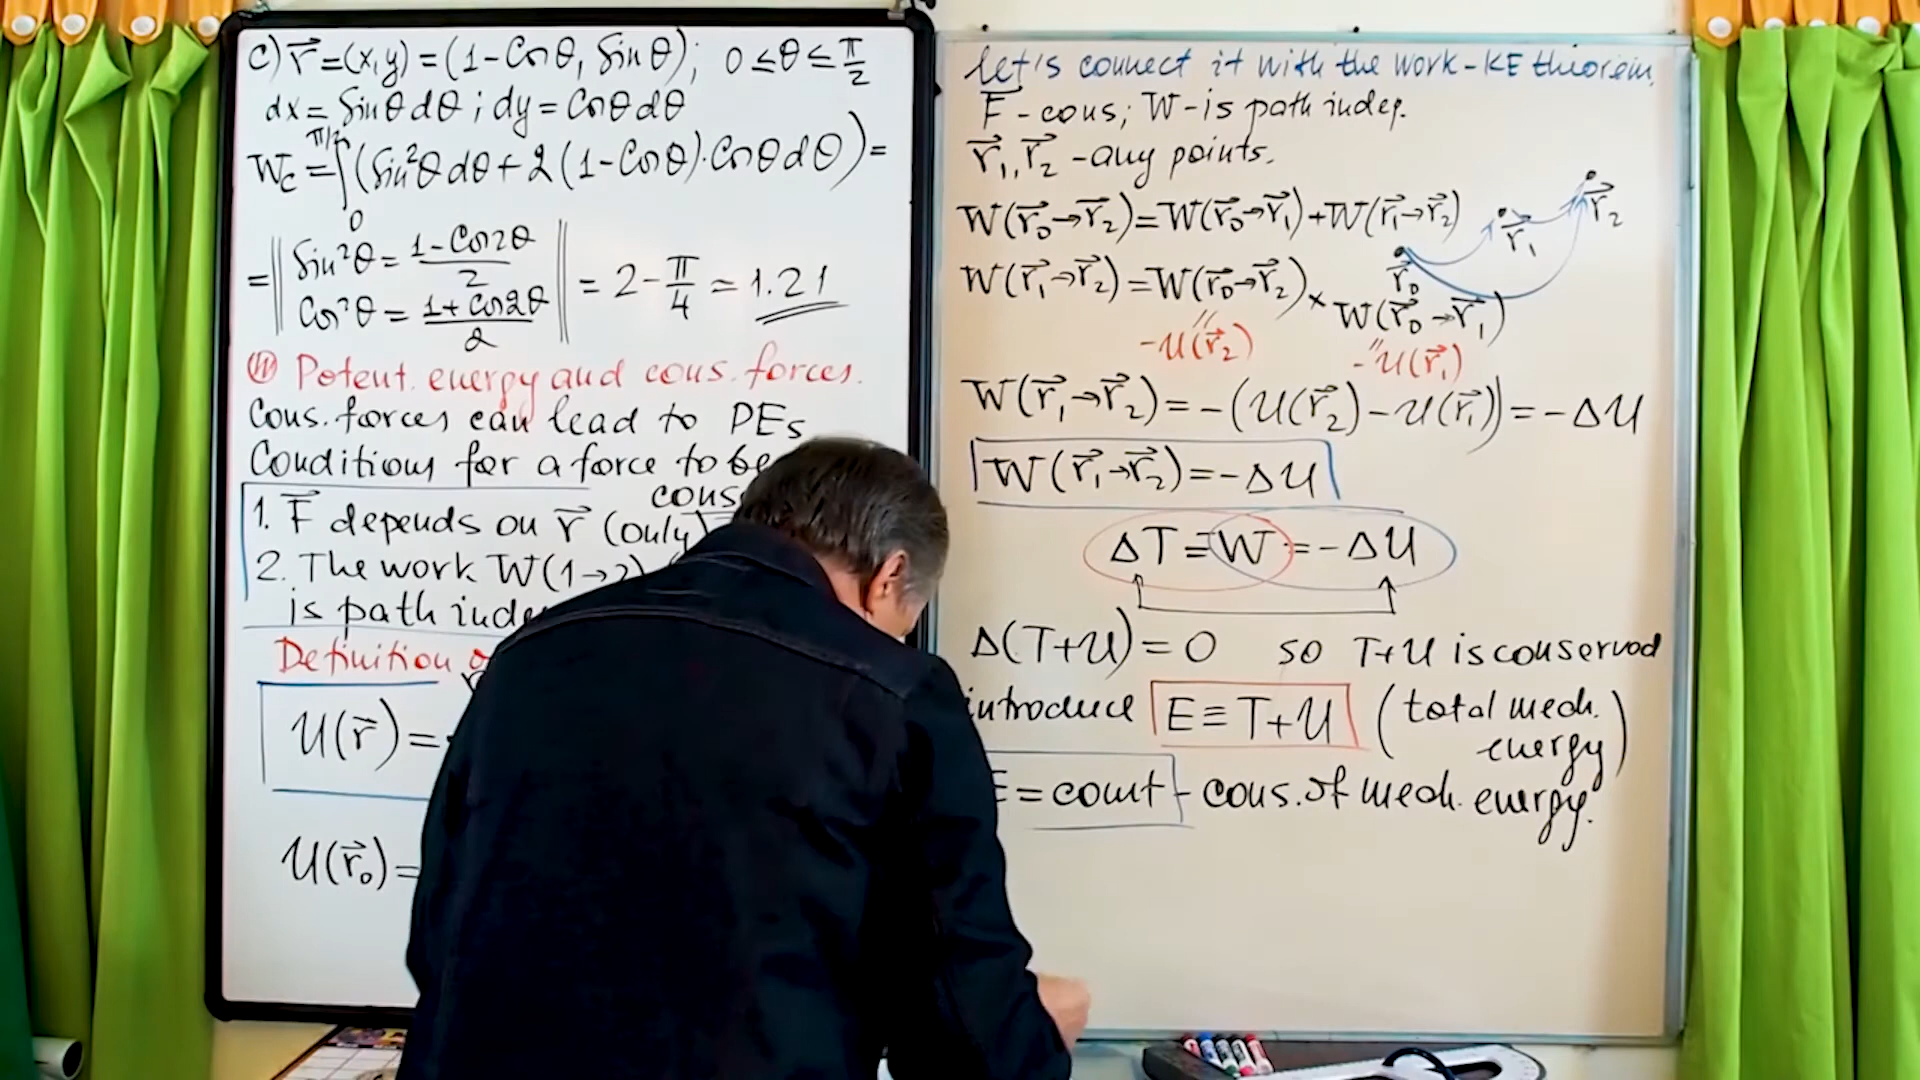 c) r⃗ = (x,y) = (1-Cosθ, Sinθ); 0 ≤ θ ≤ π/2
dx = Sinθ dθ ; dy = Cosθ dθ
W_c = ∫₀^{π/2} (Sin²θ dθ + 2(1-Cosθ)·Cosθ dθ) =
= || Sin²θ = (1-Cos2θ)/2
Cos²θ = (1+Cos2θ)/2 || = 2 - π/4 ≃ 1.21
Potent. energy and cons. forces.
Cons. forces can lead to PEs
Conditions for a force to be
cons
1. F⃗ depends on r⃗ (only)
2. The work W(1→2)
is path inde
Definition
U(r⃗) =
U(r⃗₀) =
let's connect it with the work-KE theorem.
F - cons; W - is path indep.
r⃗₁, r⃗₂ - any points.
W(r⃗₀→r⃗₂) = W(r⃗₀→r⃗₁) + W(r⃗₁→r⃗₂)
r⃗₀ r⃗₁ r⃗₂
W(r⃗₁→r⃗₂) = W(r⃗₀→r⃗₂) × W(r⃗₀→r⃗₁)
-U(r⃗₂) -U(r⃗₁)
W(r⃗₁→r⃗₂) = -(U(r⃗₂) - U(r⃗₁)) = -ΔU
W(r⃗₁→r⃗₂) = -ΔU
ΔT = W = -ΔU
Δ(T+U) = 0 so T+U is conserved
introduce E ≡ T+U (total mech. energy)
E = const - cons. of mech. energy.